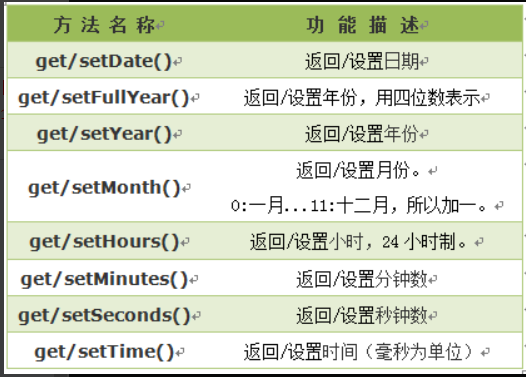 方法名称 功能描述
get/setDate() 返回/设置日期
get/setFullYear() 返回/设置年份，用四位数表示
get/setYear() 返回/设置年份
get/setMonth() 返回/设置月份。
0:一月...11:十二月，所以加一。
get/setHours() 返回/设置小时，24小时制。
get/setMinutes() 返回/设置分钟数
get/setSeconds() 返回/设置秒钟数
get/setTime() 返回/设置时间（毫秒为单位）